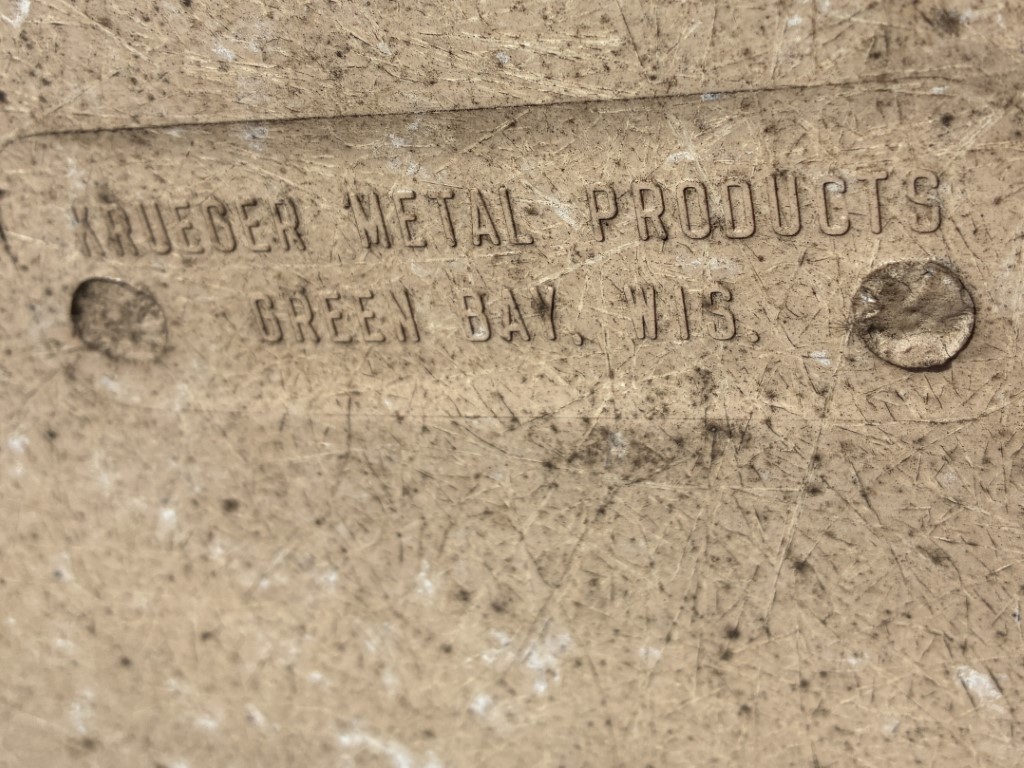 KRUEGER METAL PRODUCTS
GREEN BAY, WIS.